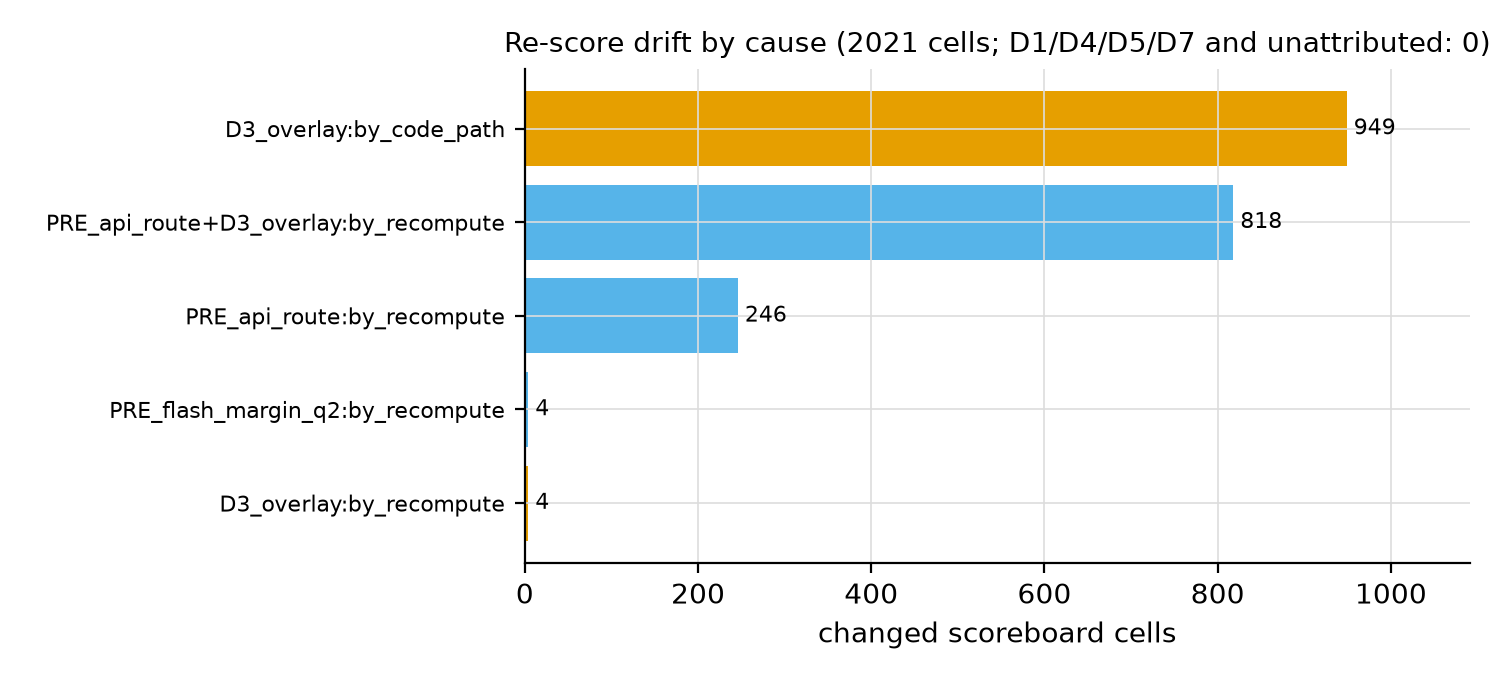 Re-score drift by cause (2021 cells; D1/D4/D5/D7 and unattributed: 0)
D3_overlay:by_code_path
949
PRE_api_route+D3_overlay:by_recompute
818
PRE_api_route:by_recompute
246
PRE_flash_margin_q2:by_recompute
4
D3_overlay:by_recompute
4
0 200 400 600 800 1000
changed scoreboard cells